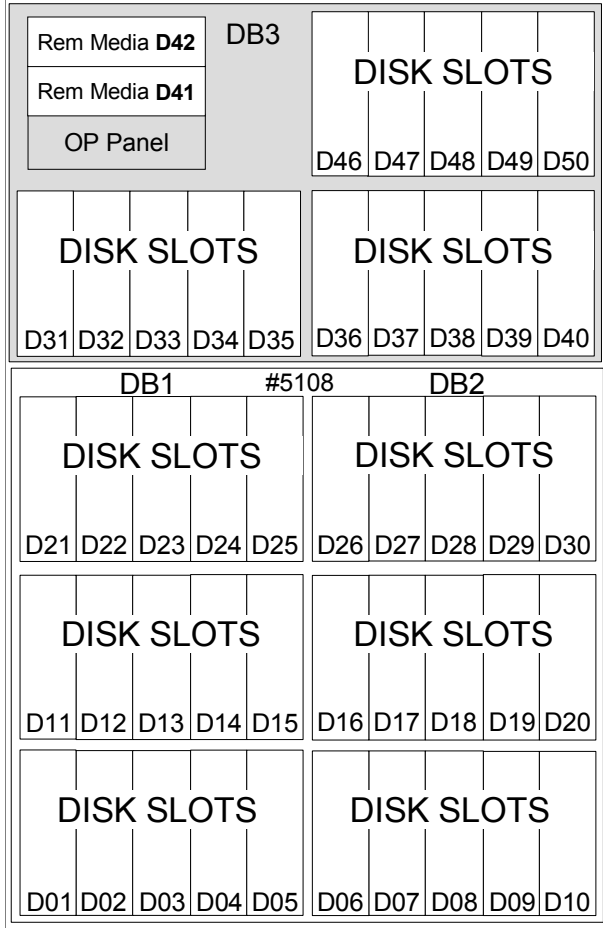 Rem Media D42
DB3
Rem Media D41
OP Panel
DISK SLOTS
D46 D47 D48 D49 D50
DISK SLOTS
D31 D32 D33 D34 D35
DISK SLOTS
D36 D37 D38 D39 D40
DB1 #5108 DB2
DISK SLOTS
D21 D22 D23 D24 D25
DISK SLOTS
D26 D27 D28 D29 D30
DISK SLOTS
D11 D12 D13 D14 D15
DISK SLOTS
D16 D17 D18 D19 D20
DISK SLOTS
D01 D02 D03 D04 D05
DISK SLOTS
D06 D07 D08 D09 D10